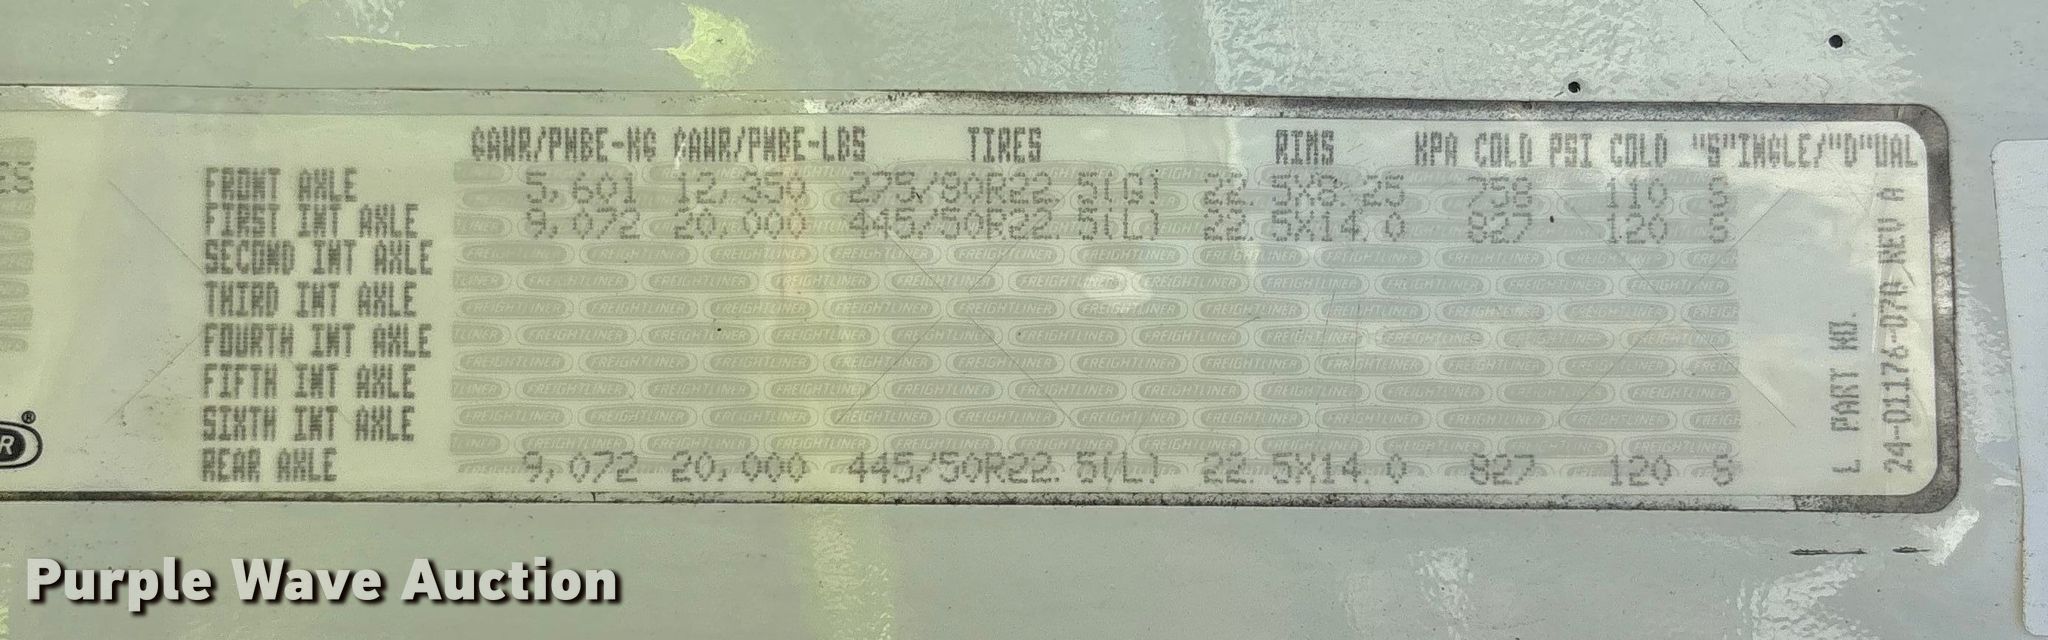 GAWR/PNBE-KG GAWR/PNBE-LBS TIRES RIMS KPA COLD PSI COLD "S"INGLE/"D"UAL
FRONT AXLE 5,601 12,350 275/80R22.5(G) 22.5X8.25 758 110 S
FIRST INT AXLE 9,072 20,000 445/50R22.5(L) 22.5X14.0 827 120 S
SECOND INT AXLE
THIRD INT AXLE
FOURTH INT AXLE
FIFTH INT AXLE
SIXTH INT AXLE
REAR AXLE 9,072 20,000 445/50R22.5(L) 22.5X14.0 827 120 S
L PART NO.
24-01176-070 REV A
FREIGHTLINER
Purple Wave Auction